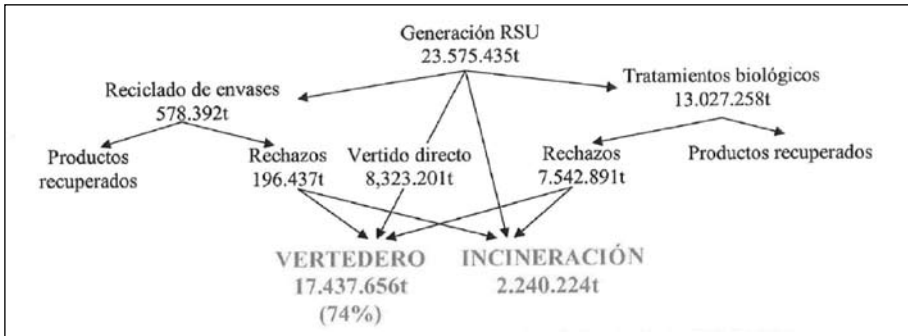 Generación RSU
23.575.435t
Reciclado de envases
578.392t
Tratamientos biológicos
13.027.258t
Productos
recuperados
Rechazos
196.437t
Vertido directo
8,323.201t
Rechazos
7.542.891t
Productos recuperados
VERTEDERO
17.437.656t
(74%)
INCINERACIÓN
2.240.224t